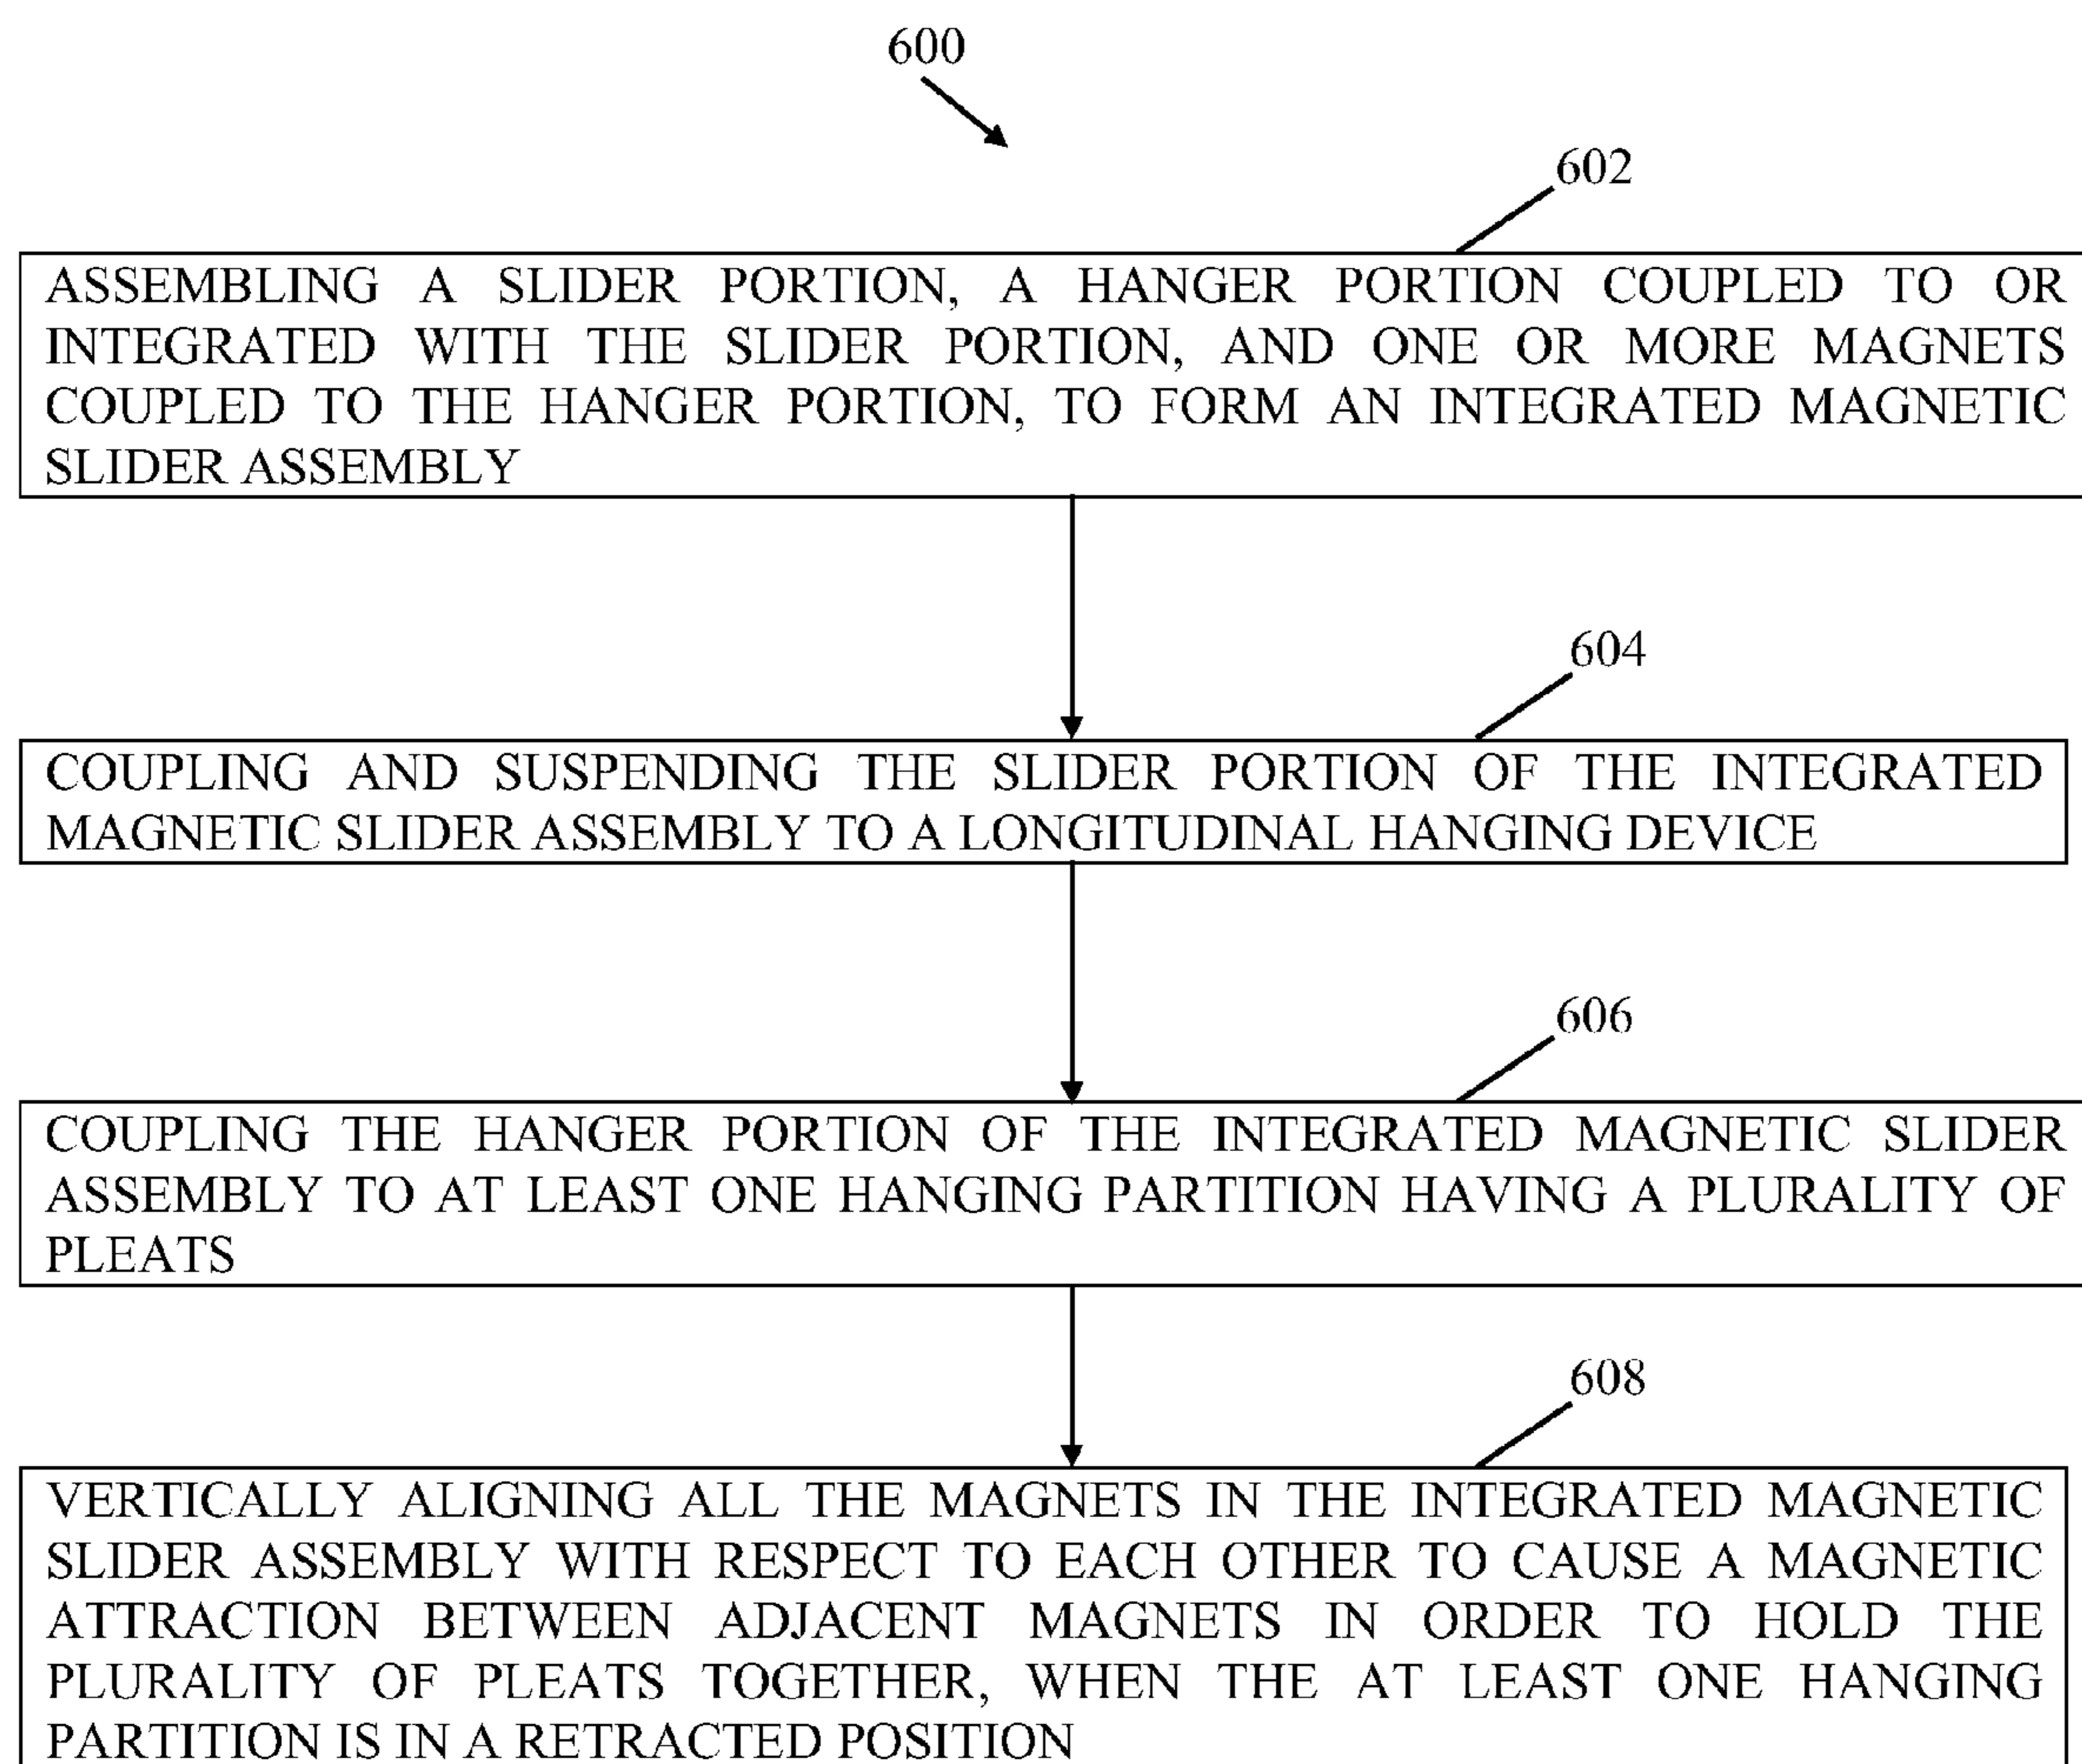 600
602
ASSEMBLING A SLIDER PORTION, A HANGER PORTION COUPLED TO OR
INTEGRATED WITH THE SLIDER PORTION, AND ONE OR MORE MAGNETS
COUPLED TO THE HANGER PORTION, TO FORM AN INTEGRATED MAGNETIC
SLIDER ASSEMBLY
604
COUPLING AND SUSPENDING THE SLIDER PORTION OF THE INTEGRATED
MAGNETIC SLIDER ASSEMBLY TO A LONGITUDINAL HANGING DEVICE
606
COUPLING THE HANGER PORTION OF THE INTEGRATED MAGNETIC SLIDER
ASSEMBLY TO AT LEAST ONE HANGING PARTITION HAVING A PLURALITY OF
PLEATS
608
VERTICALLY ALIGNING ALL THE MAGNETS IN THE INTEGRATED MAGNETIC
SLIDER ASSEMBLY WITH RESPECT TO EACH OTHER TO CAUSE A MAGNETIC
ATTRACTION BETWEEN ADJACENT MAGNETS IN ORDER TO HOLD THE
PLURALITY OF PLEATS TOGETHER, WHEN THE AT LEAST ONE HANGING
PARTITION IS IN A RETRACTED POSITION